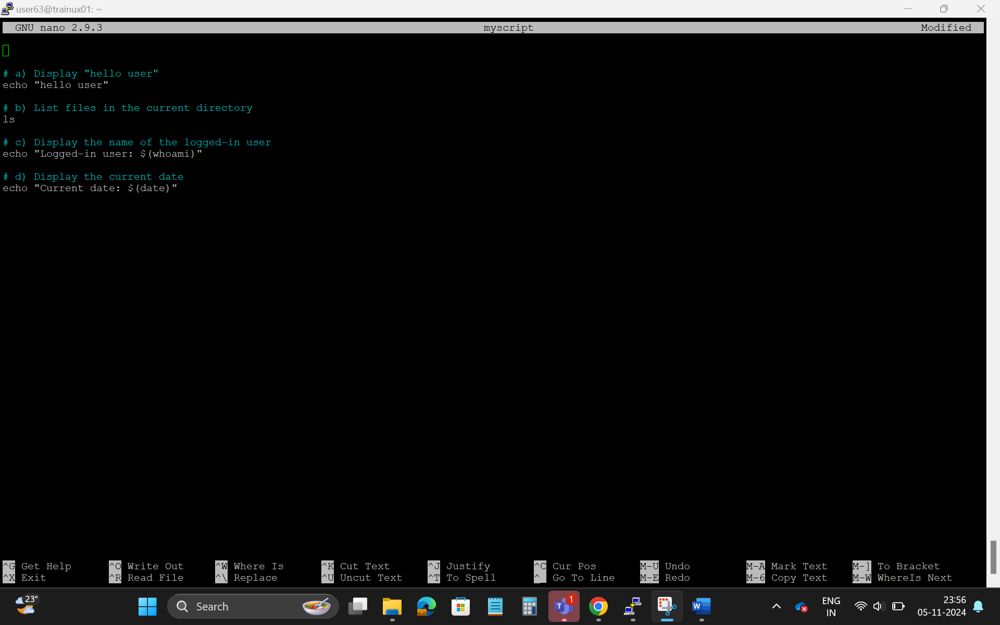 user63@trainux01: ~
GNU nano 2.9.3 myscript Modified
# a) Display "hello user"
echo "hello user"
# b) List files in the current directory
ls
# c) Display the name of the logged-in user
echo "Logged-in user: $(whoami)"
# d) Display the current date
echo "Current date: $(date)"
^G Get Help ^O Write Out ^W Where Is ^K Cut Text ^J Justify ^C Cur Pos M-U Undo M-A Mark Text M-] To Bracket
^X Exit ^R Read File ^\ Replace ^U Uncut Text ^T To Spell ^_ Go To Line M-E Redo M-6 Copy Text M-W WhereIs Next
23°
Search
1
ENG
IN
23:56
05-11-2024